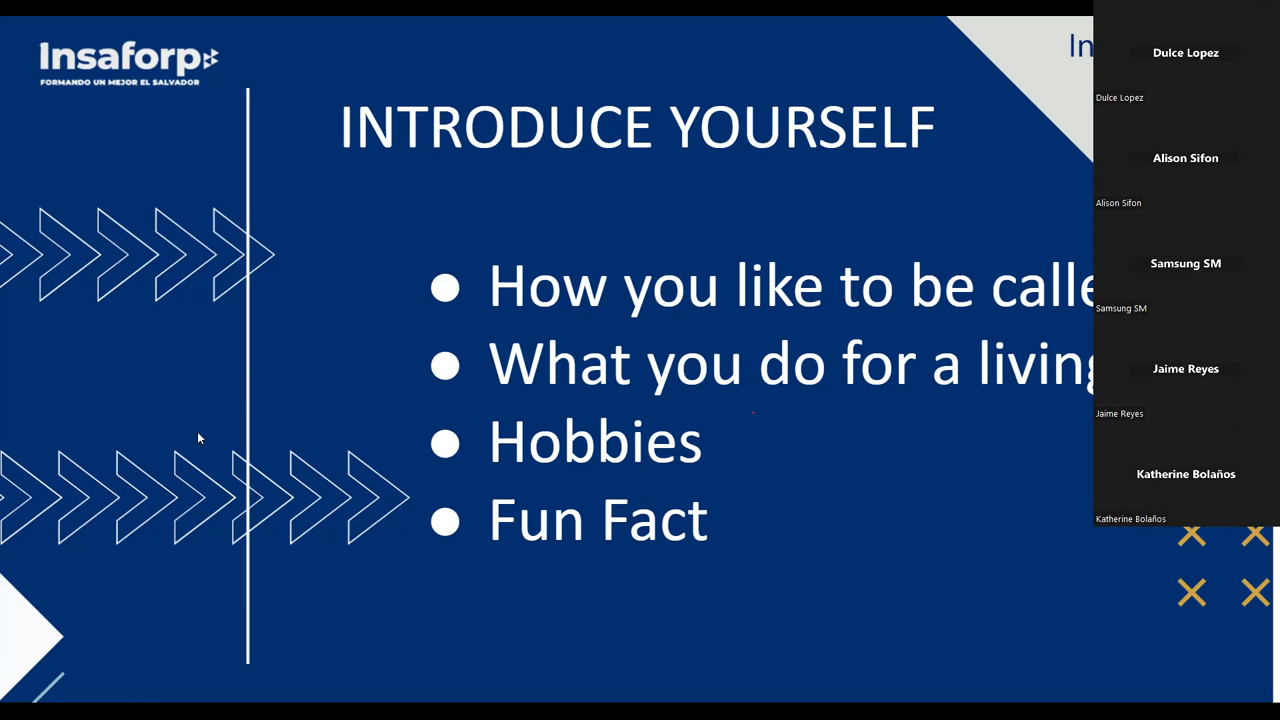 Insaforp
FORMANDO UN MEJOR EL SALVADOR
In
INTRODUCE YOURSELF
● How you like to be calle
● What you do for a living
● Hobbies
● Fun Fact
Dulce Lopez
Dulce Lopez
Alison Sifon
Alison Sifon
Samsung SM
Samsung SM
Jaime Reyes
Jaime Reyes
Katherine Bolaños
Katherine Bolaños